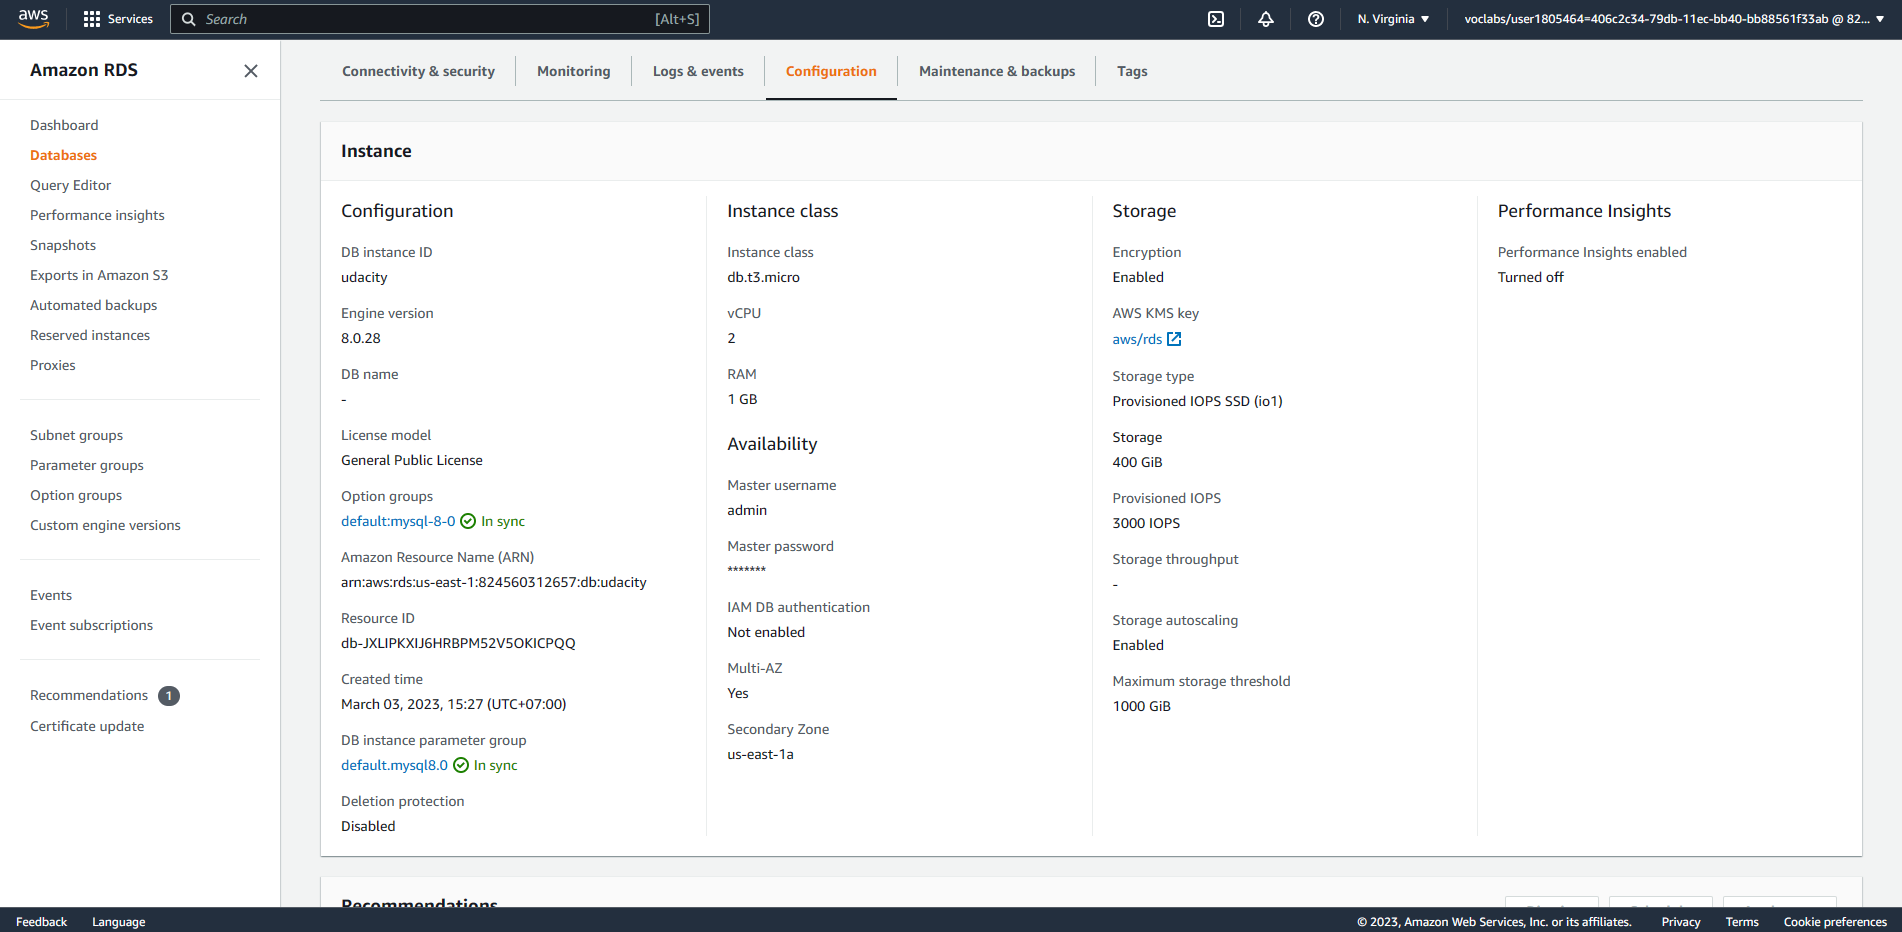 aws
Services
Search
[Alt+S]
N. Virginia
voclabs/user1805464=406c2c34-79db-11ec-bb40-bb88561f33ab @ 82...
Amazon RDS
Dashboard
Databases
Query Editor
Performance insights
Snapshots
Exports in Amazon S3
Automated backups
Reserved instances
Proxies
Subnet groups
Parameter groups
Option groups
Custom engine versions
Events
Event subscriptions
Recommendations 1
Certificate update
Connectivity & security
Monitoring
Logs & events
Configuration
Maintenance & backups
Tags
Instance
Configuration
DB instance ID
udacity
Engine version
8.0.28
DB name
-
License model
General Public License
Option groups
default:mysql-8-0 In sync
Amazon Resource Name (ARN)
arn:aws:rds:us-east-1:824560312657:db:udacity
Resource ID
db-JXLIPKXIJ6HRBPM52V5OKICPQQ
Created time
March 03, 2023, 15:27 (UTC+07:00)
DB instance parameter group
default.mysql8.0 In sync
Deletion protection
Disabled
Instance class
Instance class
db.t3.micro
vCPU
2
RAM
1 GB
Availability
Master username
admin
Master password
*******
IAM DB authentication
Not enabled
Multi-AZ
Yes
Secondary Zone
us-east-1a
Storage
Encryption
Enabled
AWS KMS key
aws/rds
Storage type
Provisioned IOPS SSD (io1)
Storage
400 GiB
Provisioned IOPS
3000 IOPS
Storage throughput
-
Storage autoscaling
Enabled
Maximum storage threshold
1000 GiB
Performance Insights
Performance Insights enabled
Turned off
Recommendations
Feedback
Language
© 2023, Amazon Web Services, Inc. or its affiliates.
Privacy
Terms
Cookie preferences